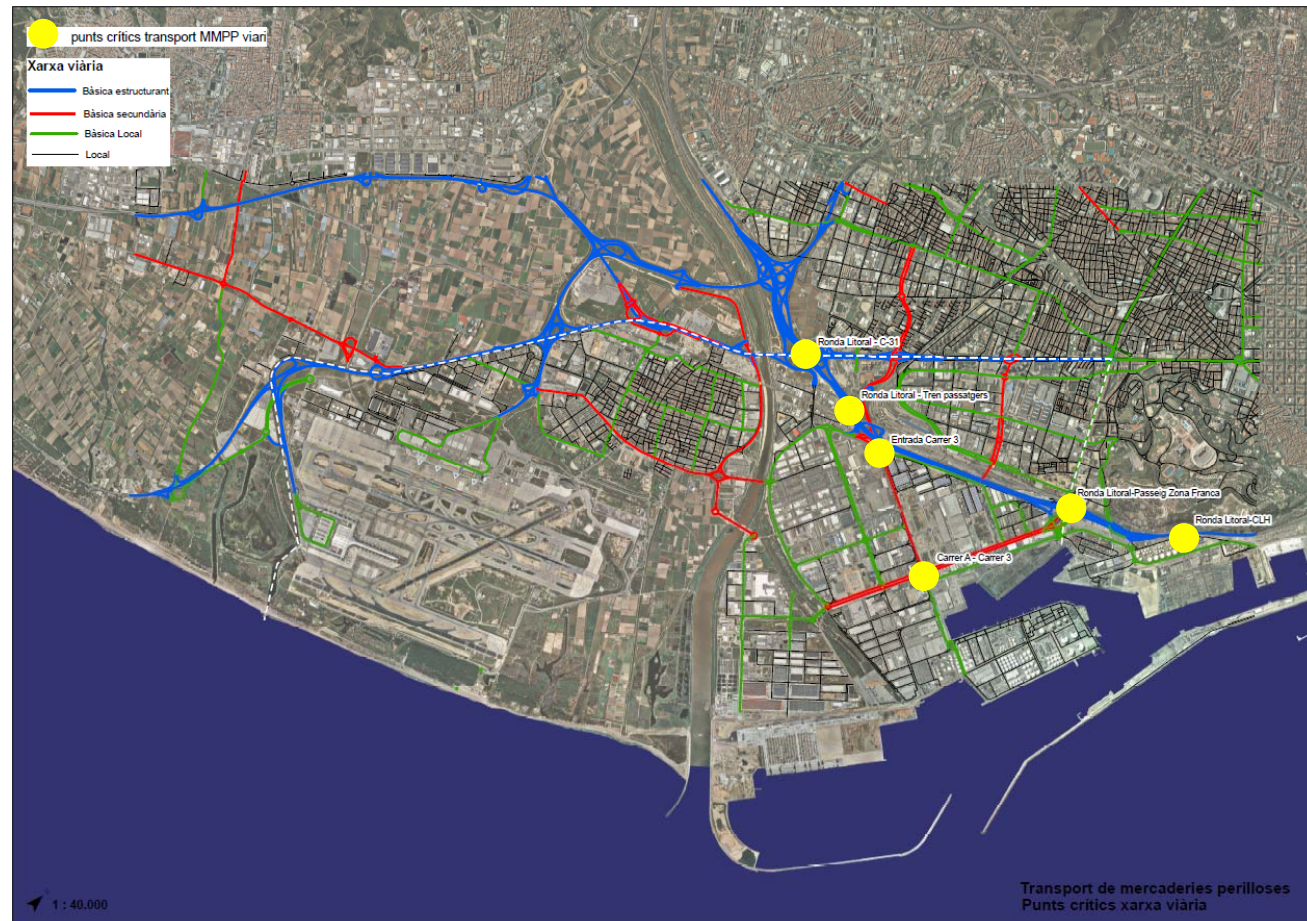 punts crítics transport MMPP viari
Xarxa viària
Bàsica estructurant
Bàsica secundària
Bàsica Local
Local
Ronda Litoral - C-31
Ronda Litoral - Tren passatgers
Entrada Carrer 3
Ronda Litoral-Passeig Zona Franca
Ronda Litoral-CLH
Carrer A - Carrer 3
1 : 40.000
Transport de mercaderies perilloses
Punts crítics xarxa viària